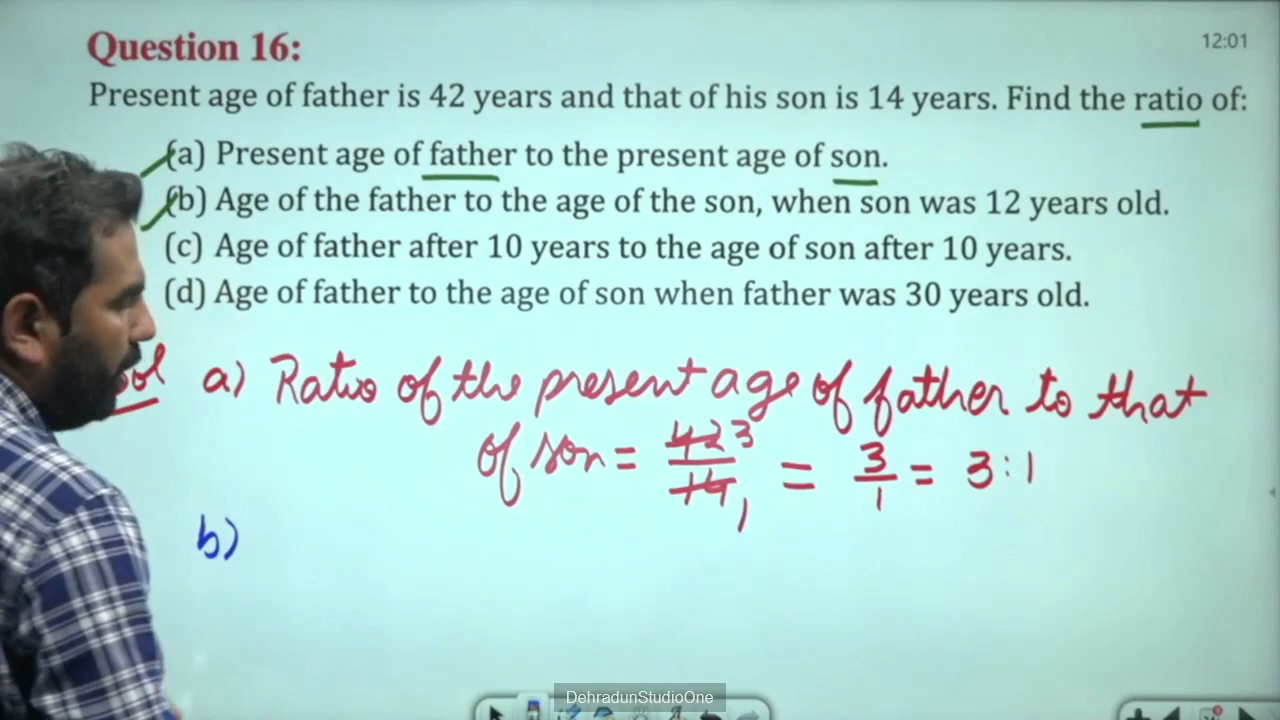 Question 16:
12:01
Present age of father is 42 years and that of his son is 14 years. Find the ratio of:
(a) Present age of father to the present age of son.
(b) Age of the father to the age of the son, when son was 12 years old.
(c) Age of father after 10 years to the age of son after 10 years.
(d) Age of father to the age of son when father was 30 years old.
a) Ratio of the present age of father to that
of son = 42/14 3/1 = 3/1 = 3:1
b)
DehradunStudioOne